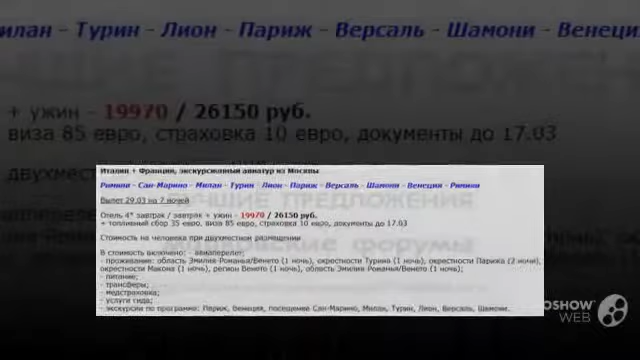 милан - Турин - Лион - Париж - Версаль - Шамони - Венеция
+ ужин - 19970 / 26150 руб.
виза 85 евро, страховка 10 евро, документы до 17.03
Италия + Франция, экскурсионный авиатур из Москвы
Римини - Сан-Марино - Милан - Турин - Лион - Париж - Версаль - Шамони - Венеция - Римини
Вылет 29.03 на 7 ночей
Отель 4* завтрак / завтрак + ужин - 19970 / 26150 руб.
+ топливный сбор 35 евро, виза 85 евро, страховка 10 евро, документы до 17.03
Стоимость на человека при двухместном размещении
В стоимость включено: - авиаперелет;
- проживание: область Эмилия-Романья/Венето (1 ночь), окрестности Турина (1 ночь), окрестности Парижа (2 ночи),
окрестности Макона (1 ночь), регион Венето (1 ночь), область Эмилия-Романья/Венето (1 ночь);
- питание;
- трансферы;
- медстраховка;
- услуги гида;
- экскурсии по программе: Париж, Венеция, посещение Сан-Марино, Милан, Турин, Лион, Версаль, Шамони.
OSHOW
WEB